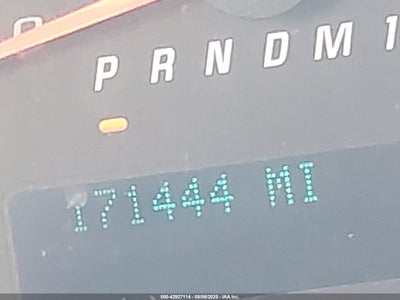 P R N D M 1
171444 MI
000-42927114 - 08/06/2025 - IAA Inc.